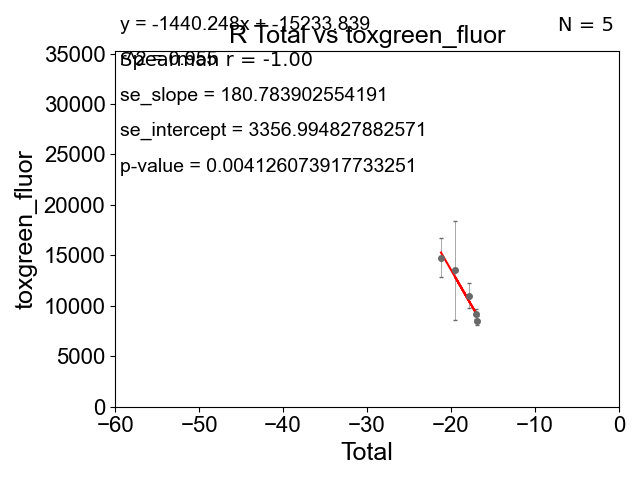 y = -1440.248x + -15233.839
N = 5
R Total vs toxgreen_fluor
r^2 = 0.955
Spearman r = -1.00
se_slope = 180.783902554191
se_intercept = 3356.994827882571
p-value = 0.004126073917733251
toxgreen_fluor
35000
30000
25000
20000
15000
10000
5000
0
−60 −50 −40 −30 −20 −10 0
Total